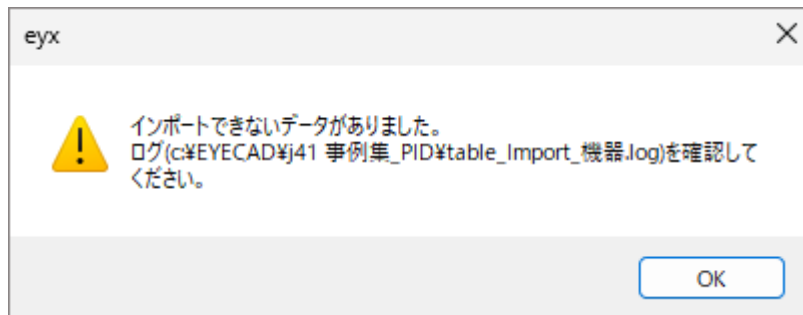 eyx
インポートできないデータがありました。
ログ(c:¥EYECAD¥j41 事例集_PID¥table_Import_機器.log)を確認して
ください。
OK